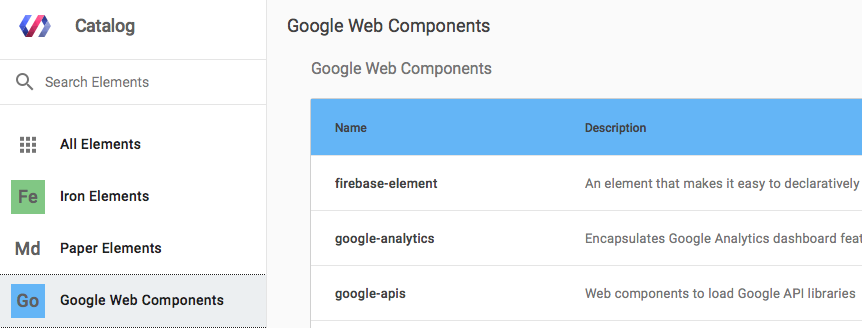 Catalog
Search Elements
All Elements
Fe Iron Elements
Md Paper Elements
Go Google Web Components
Google Web Components
Google Web Components
Name Description
firebase-element An element that makes it easy to declaratively
google-analytics Encapsulates Google Analytics dashboard feat
google-apis Web components to load Google API libraries